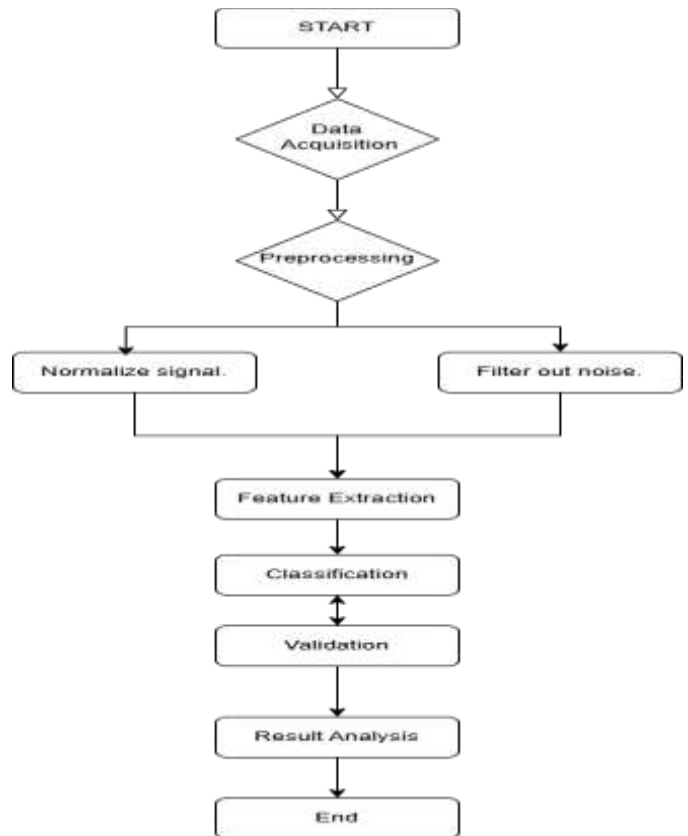 START
Data
Acquisition
Preprocessing
Normalize signal.
Filter out noise.
Feature Extraction
Classification
Validation
Result Analysis
End